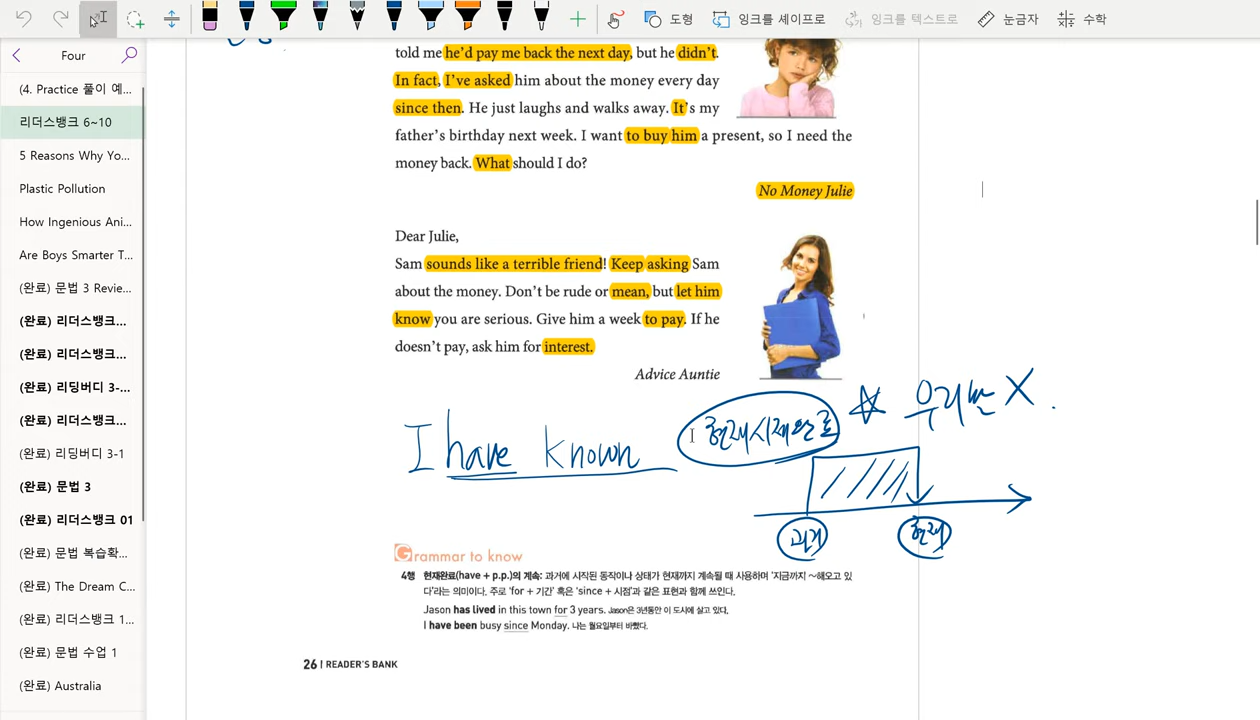 도형
잉크를 셰이프로
잉크를 텍스트로
눈금자
수학
Four
(4. Practice 풀이 예...
리더스뱅크 6~10
5 Reasons Why Yo...
Plastic Pollution
How Ingenious Ani...
Are Boys Smarter T...
(완료) 문법 3 Revie...
(완료) 리더스뱅크...
(완료) 리더스뱅크...
(완료) 리딩버디 3-...
(완료) 리더스뱅크...
(완료) 리딩버디 3-1
(완료) 문법 3
(완료) 리더스뱅크 01
(완료) 문법 복습확...
(완료) The Dream C...
(완료) 리더스뱅크 1...
(완료) 문법 수업 1
(완료) Australia
told me he'd pay me back the next day, but he didn't.
In fact, I've asked him about the money every day
since then. He just laughs and walks away. It's my
father's birthday next week. I want to buy him a present, so I need the
money back. What should I do?
No Money Julie
Dear Julie,
Sam sounds like a terrible friend! Keep asking Sam
about the money. Don't be rude or mean, but let him
know you are serious. Give him a week to pay. If he
doesn't pay, ask him for interest.
Advice Auntie
I have known
현재시제완료
우리말 X.
과거
현재
Grammar to know
4행 현재완료(have + p.p.)의 계속: 과거에 시작된 동작이나 상태가 현재까지 계속될 때 사용하며 '지금까지 ~해오고 있
다'라는 의미이다. 주로 'for + 기간' 혹은 'since + 시점'과 같은 표현과 함께 쓰인다.
Jason has lived in this town for 3 years. Jason은 3년동안 이 도시에 살고 있다.
I have been busy since Monday. 나는 월요일부터 바빴다.
26 I READER'S BANK